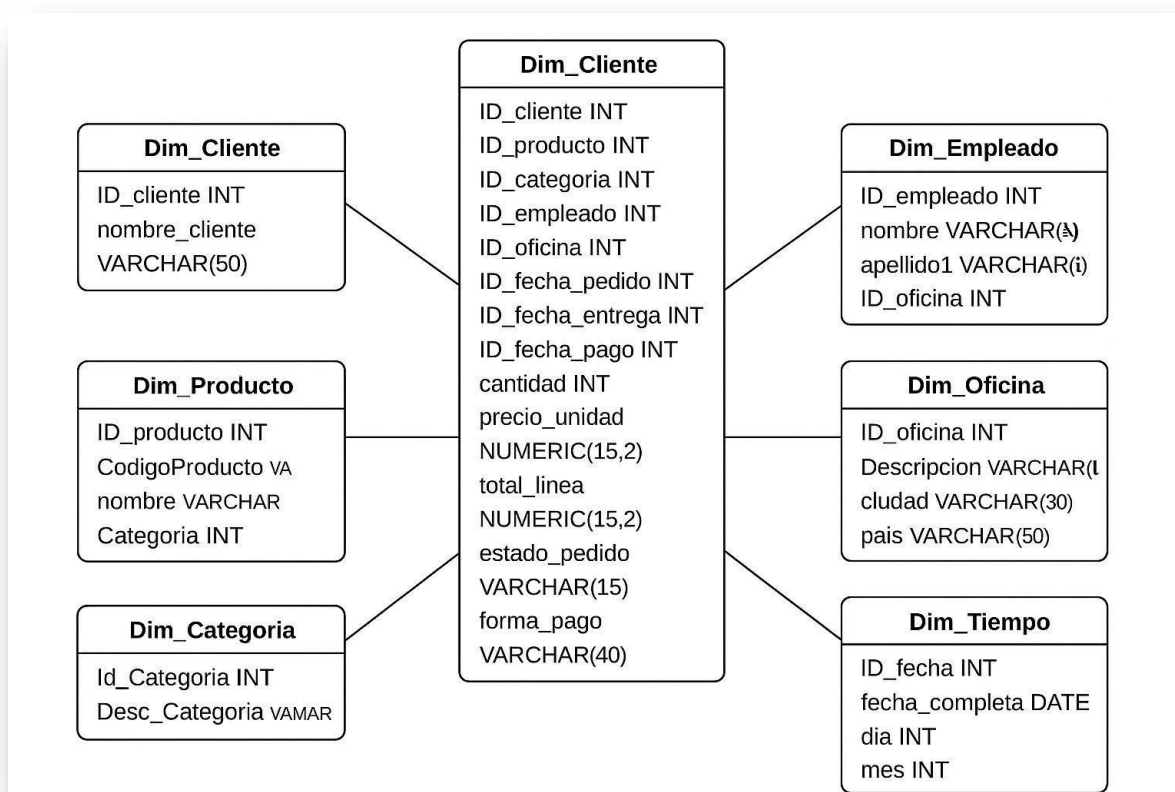 Dim_Cliente
ID_cliente INT
nombre_cliente
VARCHAR(50)
Dim_Producto
ID_producto INT
CodigoProducto VA
nombre VARCHAR
Categoria INT
Dim_Categoria
Id_Categoria INT
Desc_Categoria VAMAR
Dim_Cliente
ID_cliente INT
ID_producto INT
ID_categoria INT
ID_empleado INT
ID_oficina INT
ID_fecha_pedido INT
ID_fecha_entrega INT
ID_fecha_pago INT
cantidad INT
precio_unidad
NUMERIC(15,2)
total_linea
NUMERIC(15,2)
estado_pedido
VARCHAR(15)
forma_pago
VARCHAR(40)
Dim_Empleado
ID_empleado INT
nombre
apellido1 VARCHAR(i)
ID_oficina INT
Dim_Oficina
ID_oficina INT
Descripcion
cludad VARCHAR(30)
pais VARCHAR(50)
Dim_Tiempo
ID_fecha INT
fecha_completa DATE
dia INT
mes INT